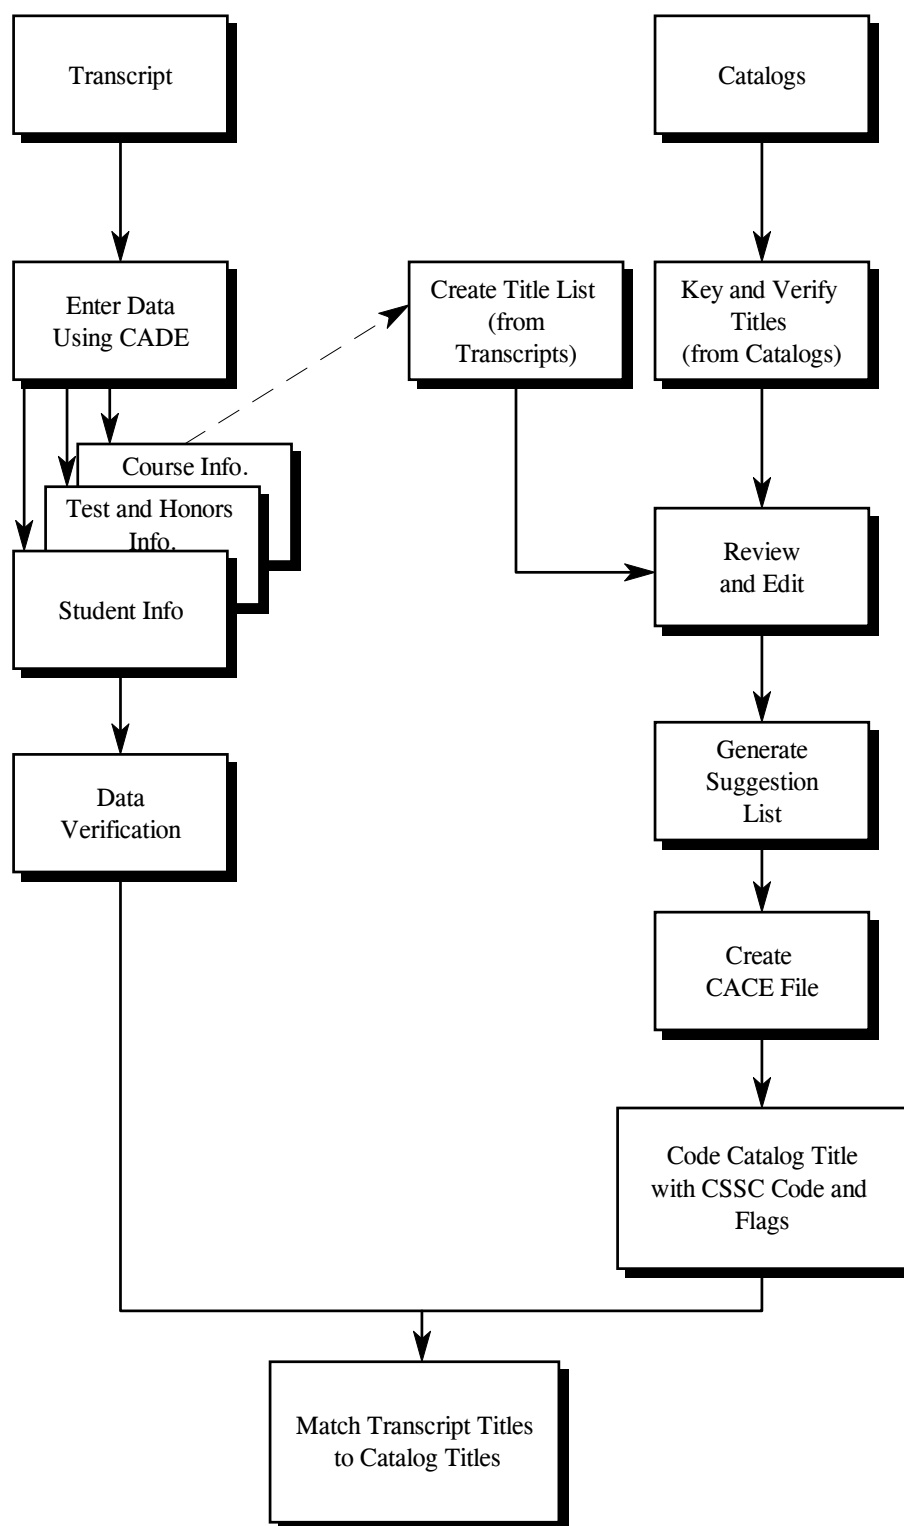 Transcript
Catalogs
Enter Data
Using CADE
Create Title List
(from
Transcripts)
Key and Verify
Titles
(from Catalogs)
Course Info.
Test and Honors
Info.
Student Info
Review
and Edit
Data
Verification
Generate
Suggestion
List
Create
CACE File
Code Catalog Title
with CSSC Code and
Flags
Match Transcript Titles
to Catalog Titles